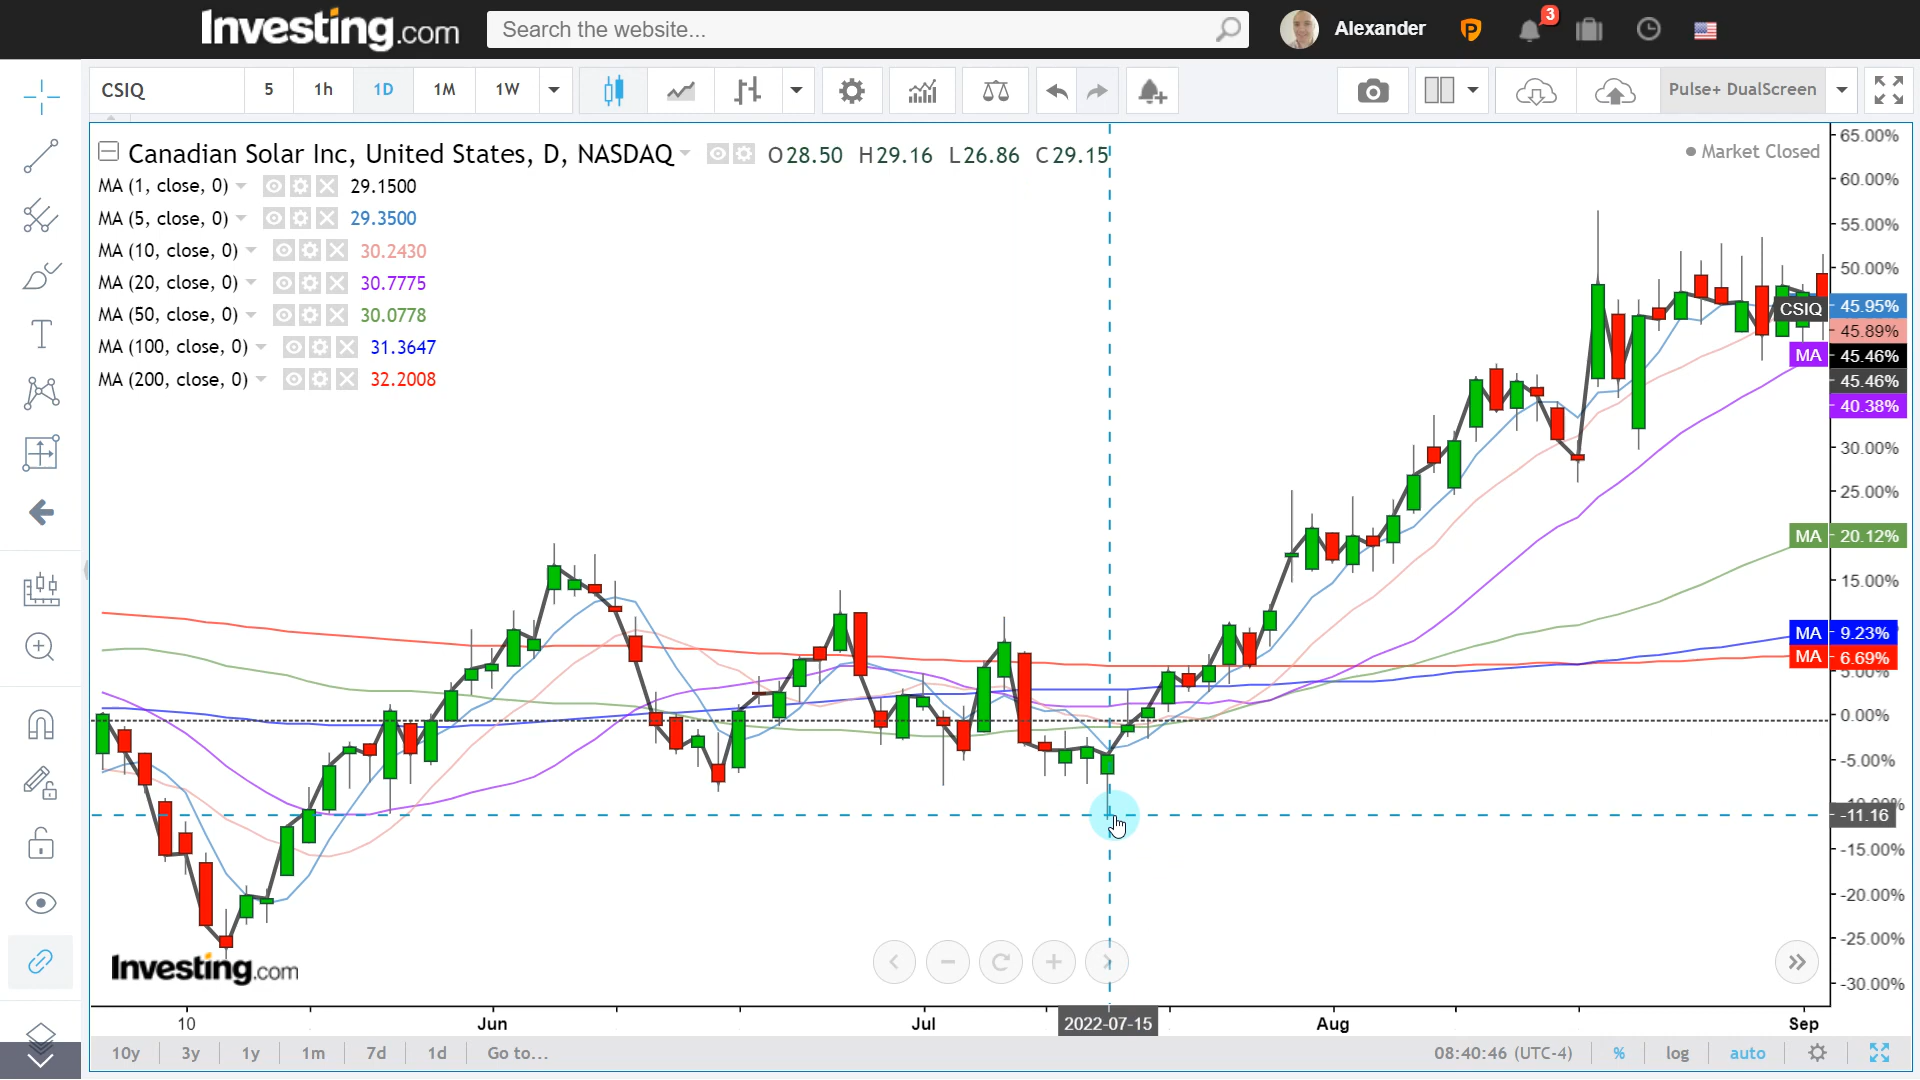 Investing.com Search the website... Alexander 3
CSIQ 5 1h 1D 1M 1W Pulse+ DualScreen
Canadian Solar Inc, United States, D, NASDAQ O28.50 H29.16 L26.86 C29.15
Market Closed
MA (1, close, 0) 29.1500
MA (5, close, 0) 29.3500
MA (10, close, 0) 30.2430
MA (20, close, 0) 30.7775
MA (50, close, 0) 30.0778
MA (100, close, 0) 31.3647
MA (200, close, 0) 32.2008
65.00%
60.00%
55.00%
50.00%
CSIQ 45.95%
45.89%
MA 45.46%
45.46%
40.38%
30.00%
25.00%
MA 20.12%
15.00%
MA 9.23%
MA 6.69%
5.00%
0.00%
-5.00%
-10.00%
-11.16
-15.00%
-20.00%
-25.00%
-30.00%
Investing.com
10 Jun Jul 2022-07-15 Aug Sep
10y 3y 1y 1m 7d 1d Go to... 08:40:46 (UTC-4) % log auto